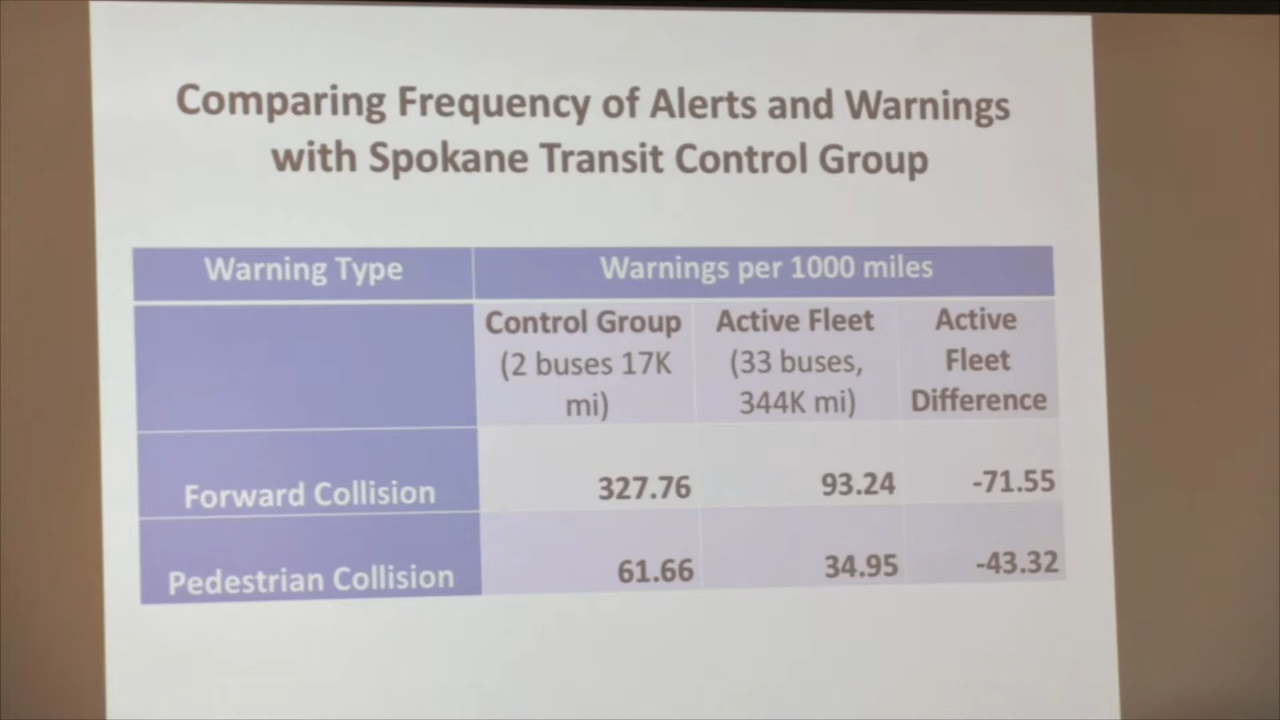 Comparing Frequency of Alerts and Warnings
with Spokane Transit Control Group
Warning Type
Warnings per 1000 miles
Control Group
(2 buses 17K
mi)
Active Fleet
(33 buses,
344K mi)
Active
Fleet
Difference
Forward Collision
327.76
93.24
-71.55
Pedestrian Collision
61.66
34.95
-43.32